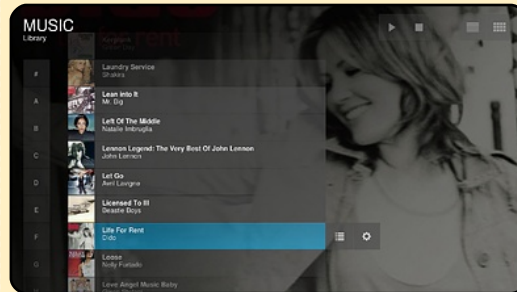 MUSIC
Library
Laundry Service
Shakira
Lean into It
Mr. Big
Left Of The Middle
Natalie Imbruglia
Lennon Legend: The Very Best Of John Lennon
John Lennon
Let Go
Avril Lavigne
Licensed To Ill
Beastie Boys
Life For Rent
Dido
Loose
Nelly Furtado
Love Angel Music Baby
#
A
B
C
D
E
F
G